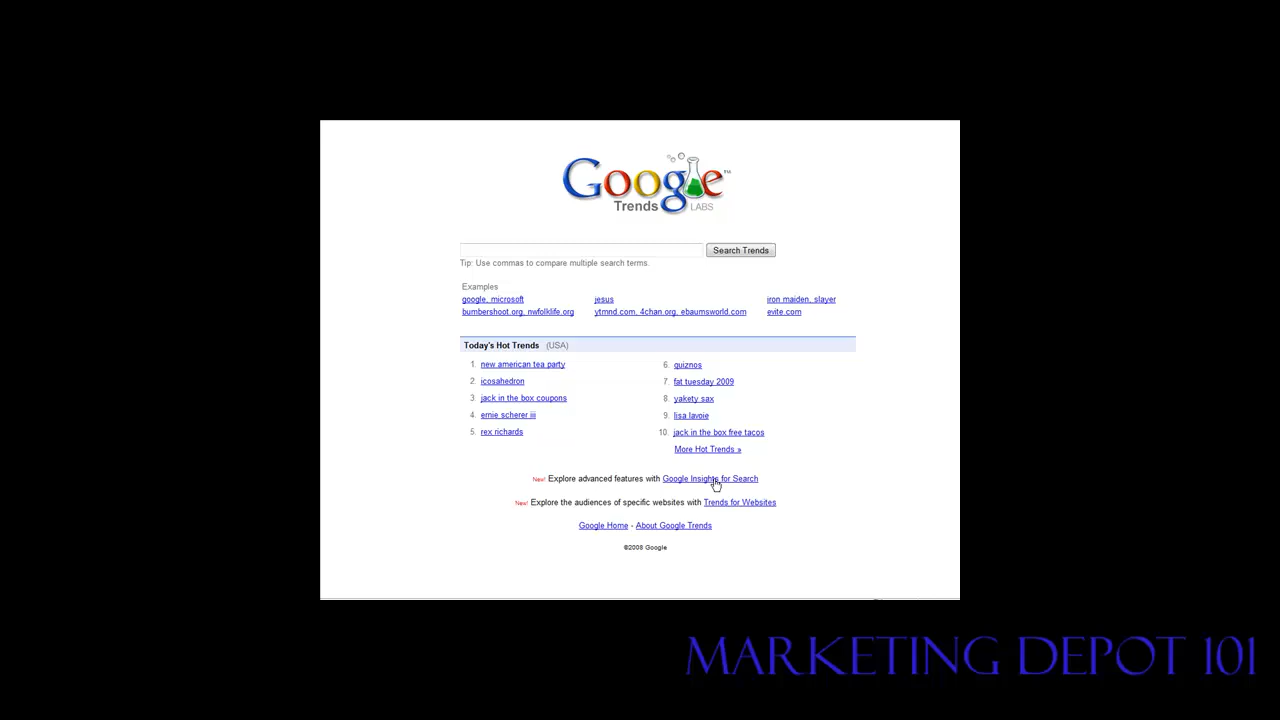 Google™
Trends LABS
Search Trends
Tip: Use commas to compare multiple search terms.
Examples
google, microsoft jesus iron maiden, slayer
bumbershoot.org, nwfolklife.org ytmnd.com, 4chan.org, ebaumsworld.com evite.com
Today's Hot Trends (USA)
1. new american tea party
2. icosahedron
3. jack in the box coupons
4. ernie scherer iii
5. rex richards
6. quiznos
7. fat tuesday 2009
8. yakety sax
9. lisa lavoie
10. jack in the box free tacos
More Hot Trends »
New! Explore advanced features with Google Insights for Search
New! Explore the audiences of specific websites with Trends for Websites
Google Home - About Google Trends
©2008 Google
MARKETING DEPOT 101